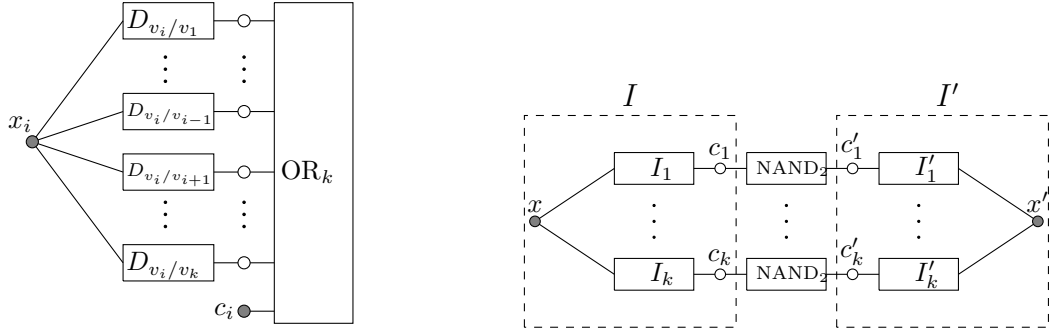 D_{v_i/v_1}
⋮ ⋮
D_{v_i/v_{i−1}}
x_i
D_{v_i/v_{i+1}}
OR_k
⋮ ⋮
D_{v_i/v_k}
c_i
I I′
c_1 c′_1
I_1 NAND_2 I′_1
x ⋮ ⋮ ⋮ x′
c_k c′_k
I_k NAND_2 I′_k